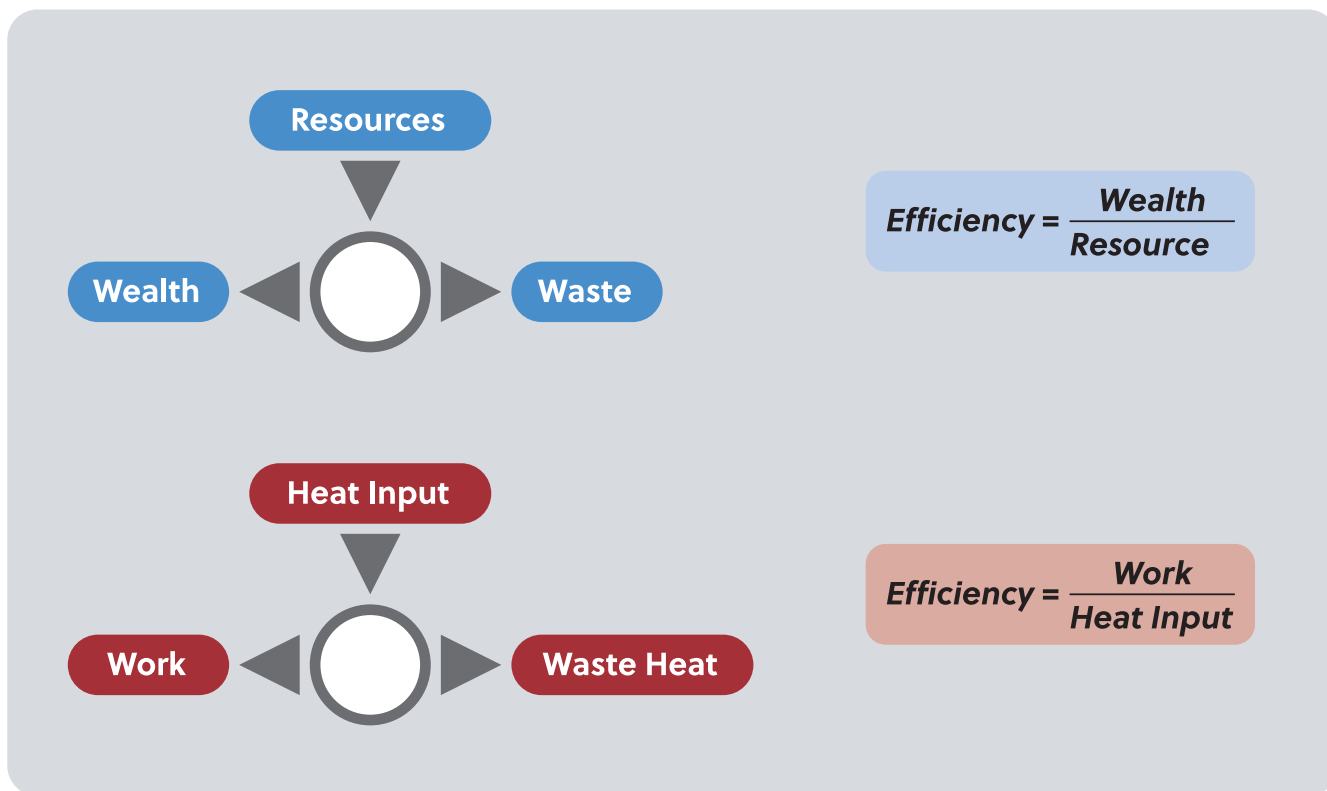 Resources
Wealth
Waste
Efficiency = Wealth
Resource
Heat Input
Work
Waste Heat
Efficiency = Work
Heat Input